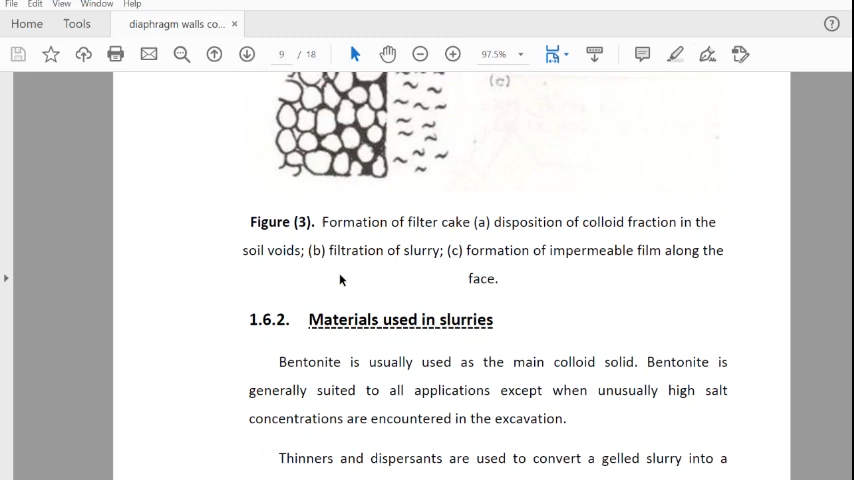 File Edit View Window Help
Home Tools diaphragm walls co... ×
9 / 18 97.5%
(c)
Figure (3). Formation of filter cake (a) disposition of colloid fraction in the
soil voids; (b) filtration of slurry; (c) formation of impermeable film along the
face.
1.6.2. Materials used in slurries
Bentonite is usually used as the main colloid solid. Bentonite is
generally suited to all applications except when unusually high salt
concentrations are encountered in the excavation.
Thinners and dispersants are used to convert a gelled slurry into a